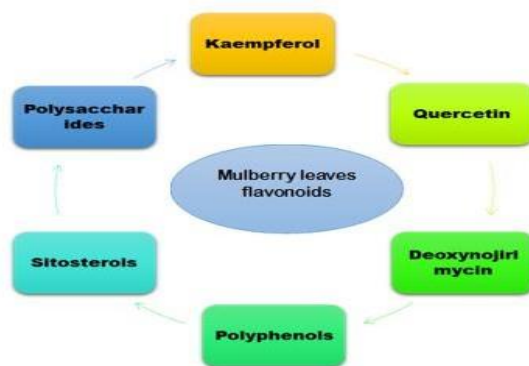 Kaempferol
Quercetin
Deoxynojiri
mycin
Polyphenols
Sitosterols
Polysacchar
ides
Mulberry leaves
flavonoids